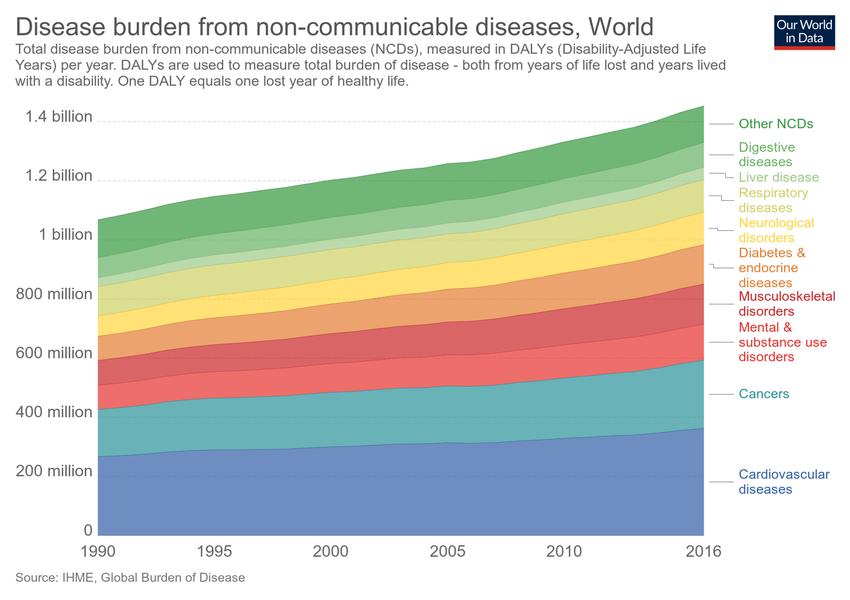 Disease burden from non-communicable diseases, World
Our World
in Data
Total disease burden from non-communicable diseases (NCDs), measured in DALYs (Disability-Adjusted Life
Years) per year. DALYs are used to measure total burden of disease - both from years of life lost and years lived
with a disability. One DALY equals one lost year of healthy life.
1.4 billion
1.2 billion
1 billion
800 million
600 million
400 million
200 million
0
Other NCDs
Digestive
diseases
Liver disease
Respiratory
diseases
Neurological
disorders
Diabetes &
endocrine
diseases
Musculoskeletal
disorders
Mental &
substance use
disorders
Cancers
Cardiovascular
diseases
1990
1995
2000
2005
2010
2016
Source: IHME, Global Burden of Disease